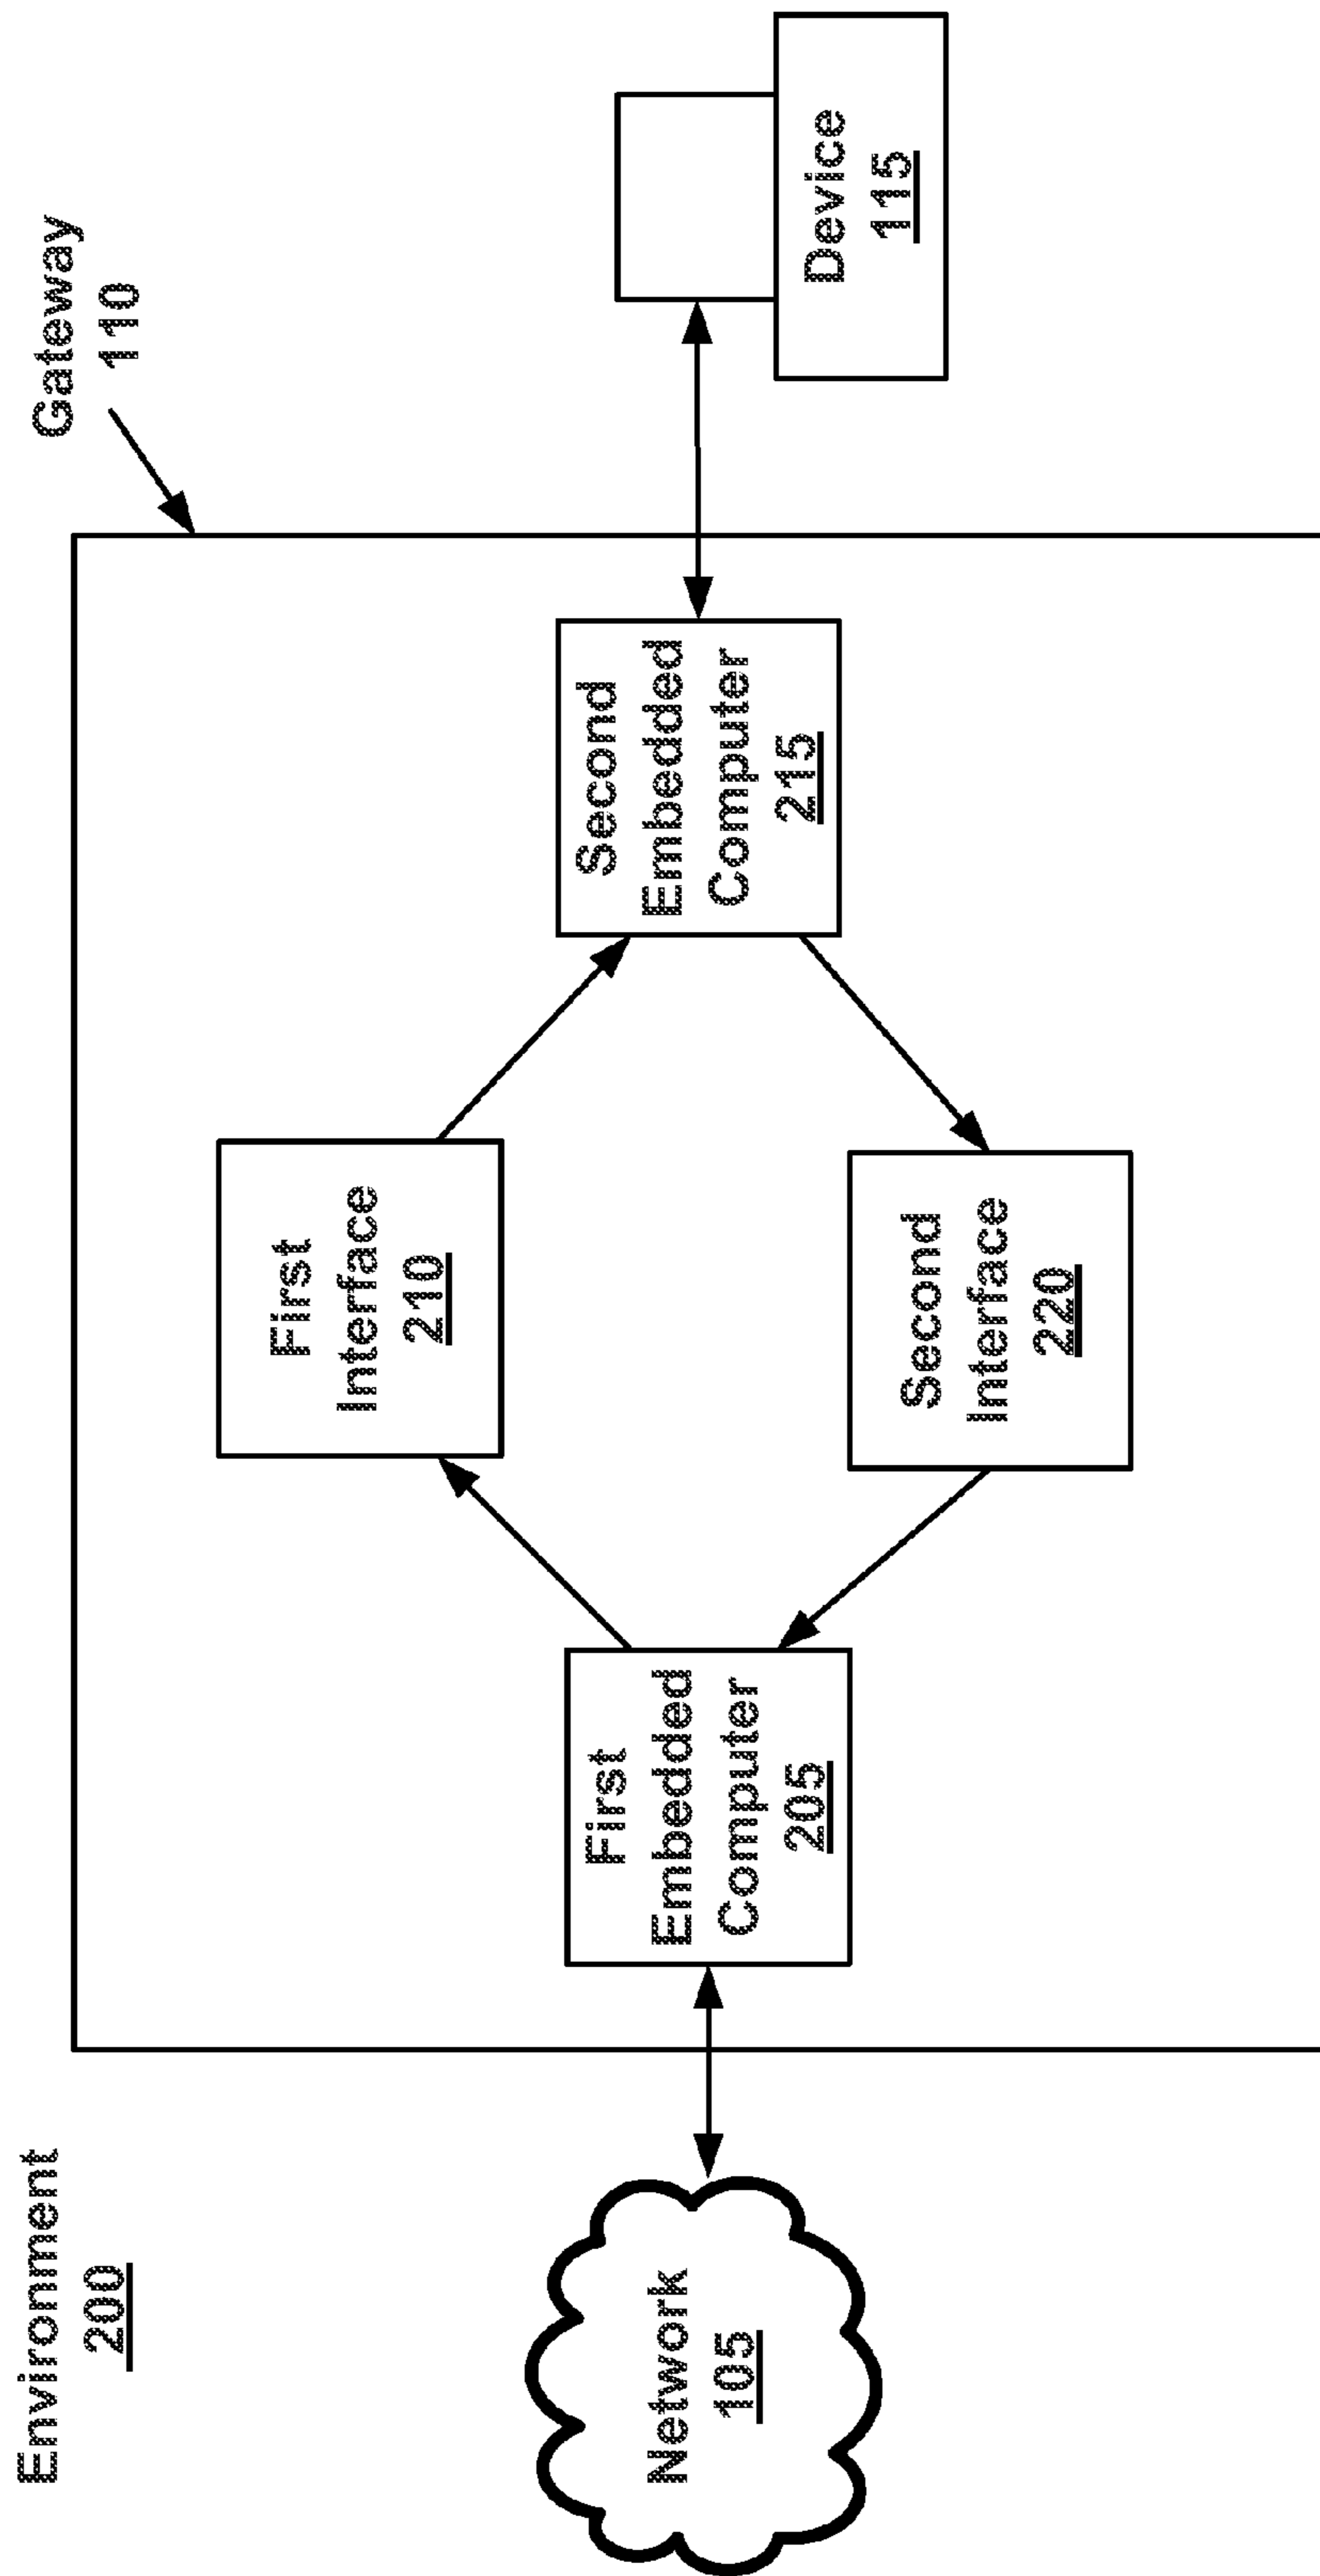 Environment
200
Gateway
110
Network
105
First
Embedded
Computer
205
First
Interface
210
Second
Interface
220
Second
Embedded
Computer
215
Device
115